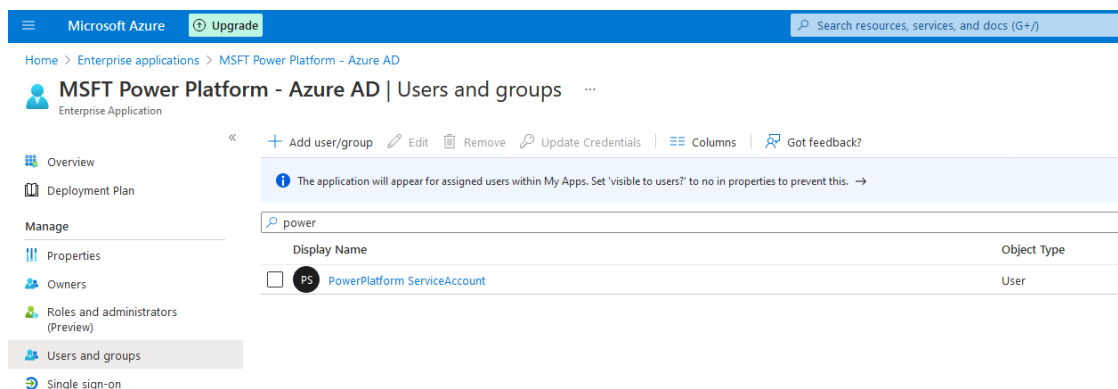 Microsoft Azure Upgrade Search resources, services, and docs (G+/)
Home > Enterprise applications > MSFT Power Platform - Azure AD
MSFT Power Platform - Azure AD | Users and groups ...
Enterprise Application
«
+ Add user/group Edit Remove Update Credentials Columns Got feedback?
Overview
Deployment Plan
The application will appear for assigned users within My Apps. Set 'visible to users?' to no in properties to prevent this. →
Manage
power
Properties
Display Name Object Type
Owners
PS PowerPlatform ServiceAccount User
Roles and administrators
(Preview)
Users and groups
Single sign-on